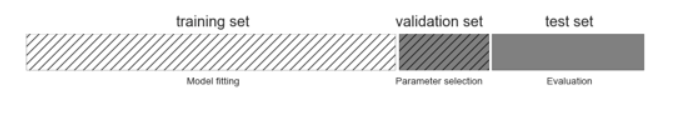 training set validation set test set
Model fitting Parameter selection Evaluation